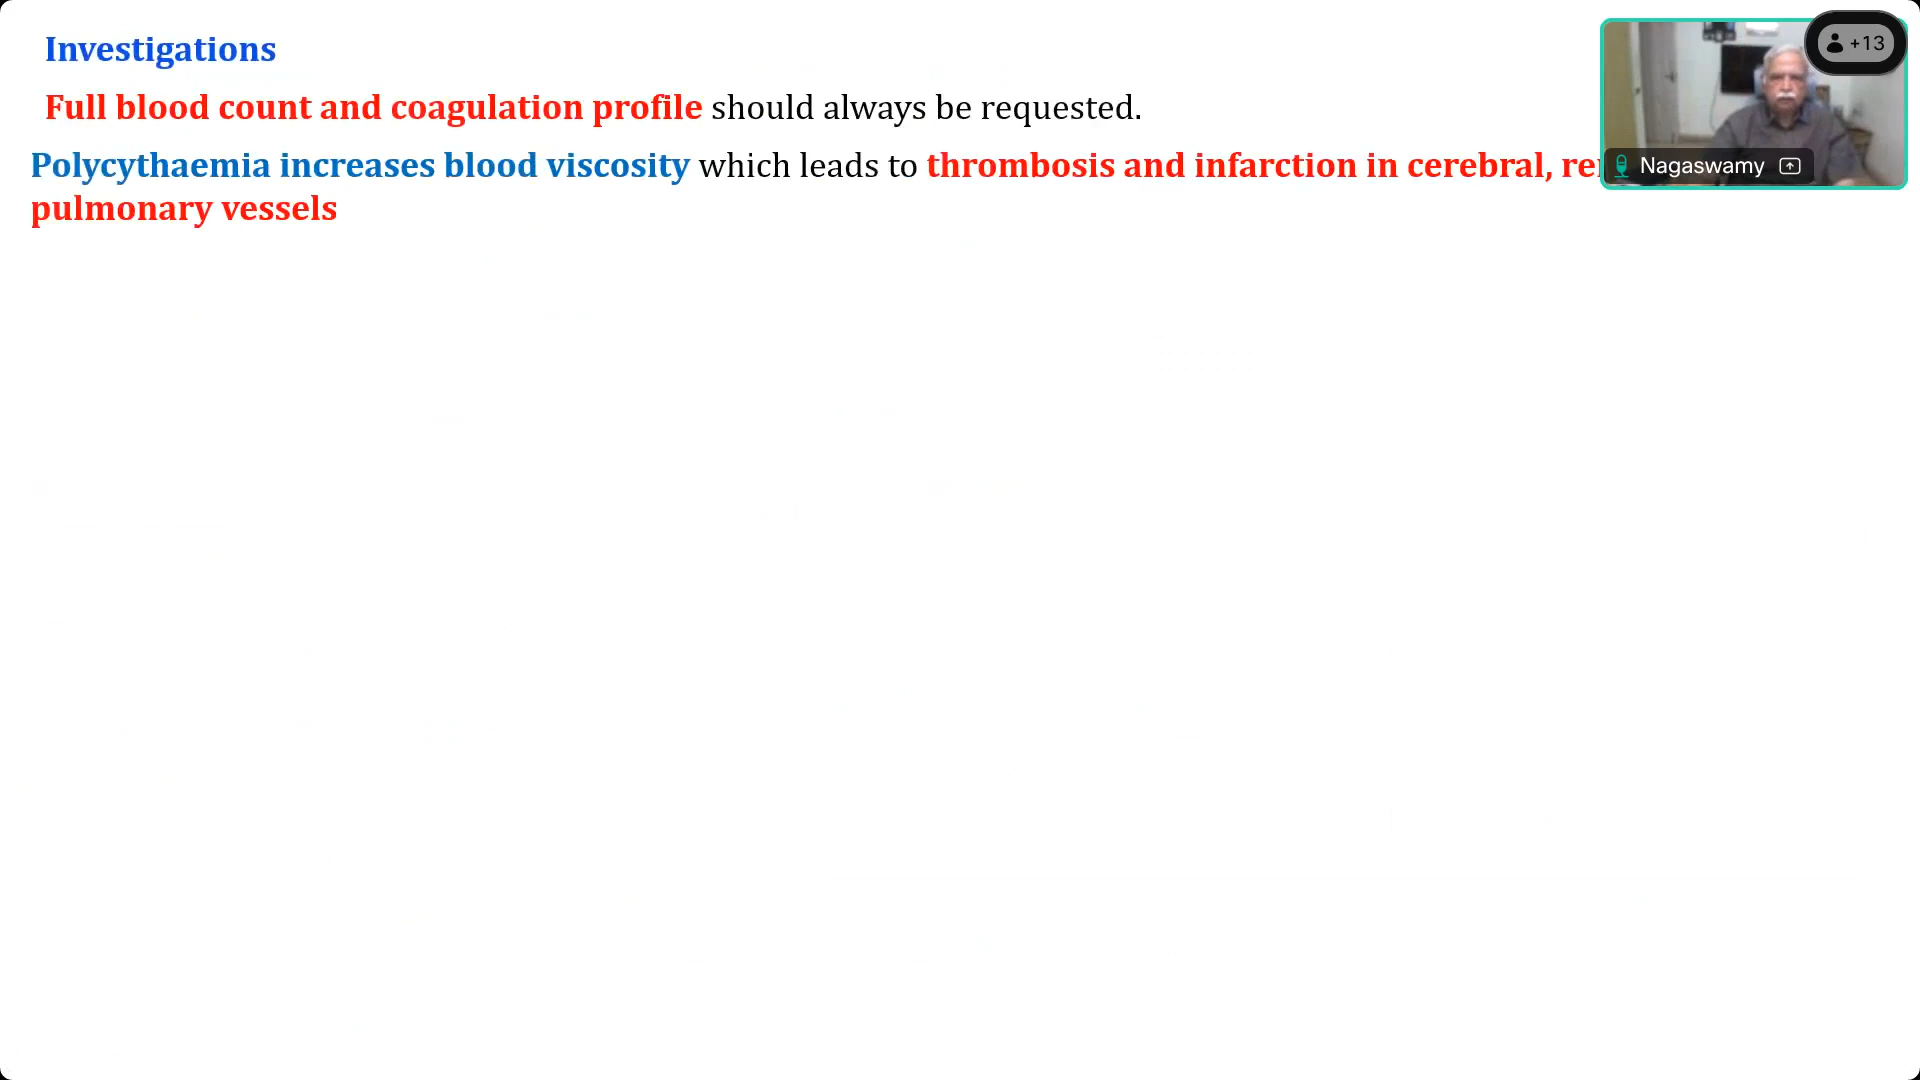 Investigations
Full blood count and coagulation profile should always be requested.
Polycythaemia increases blood viscosity which leads to thrombosis and infarction in cerebral,
pulmonary vessels
+13
Nagaswamy